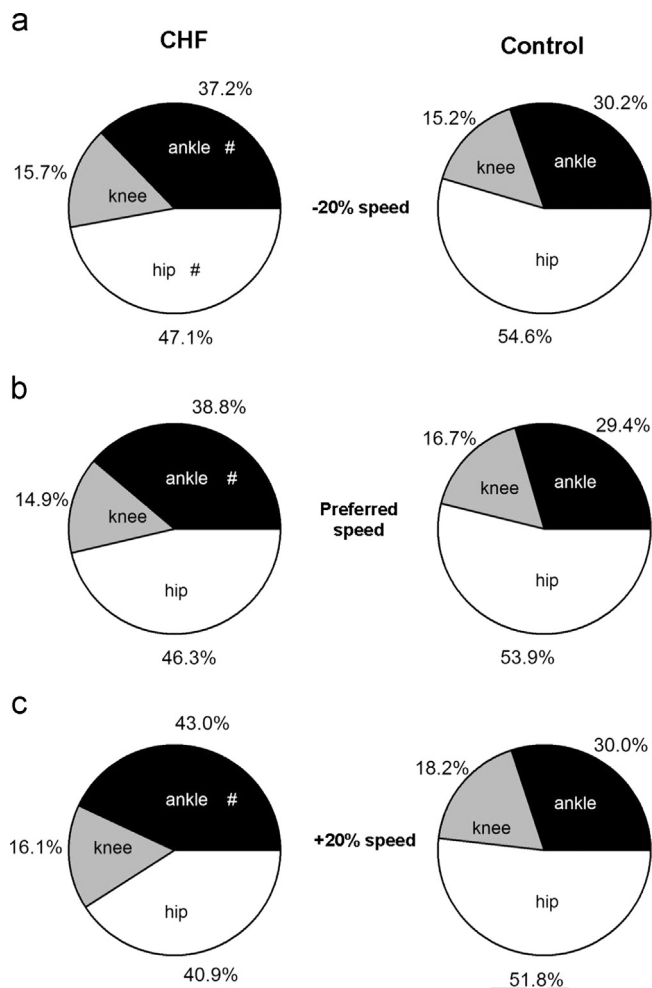 a
CHF
Control
37.2%
30.2%
15.7%
15.2%
ankle #
ankle
knee
knee
-20% speed
hip #
hip
47.1%
54.6%
b
38.8%
29.4%
14.9%
16.7%
ankle #
ankle
knee
knee
Preferred
speed
hip
hip
46.3%
53.9%
c
43.0%
30.0%
16.1%
18.2%
ankle #
ankle
knee
knee
+20% speed
hip
hip
40.9%
51.8%